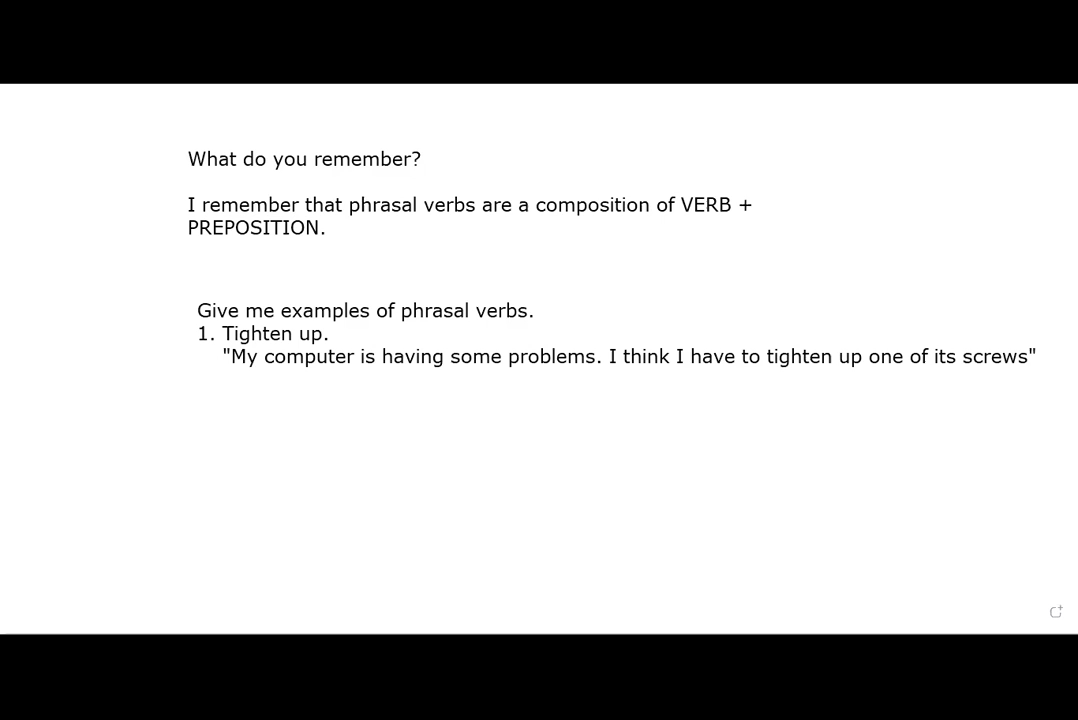 What do you remember?
I remember that phrasal verbs are a composition of VERB +
PREPOSITION.
Give me examples of phrasal verbs.
1. Tighten up.
"My computer is having some problems. I think I have to tighten up one of its screws"